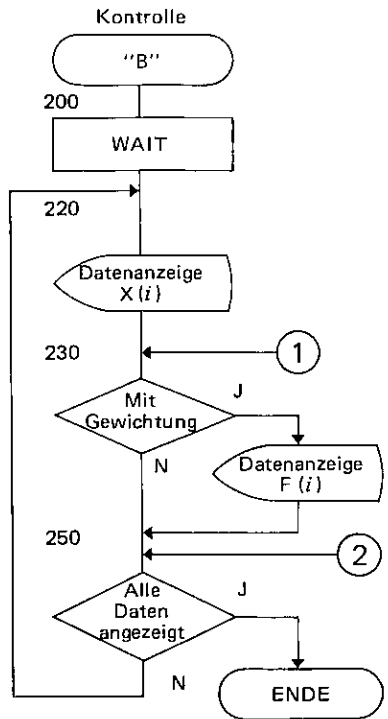 Kontrolle
"B"
200
WAIT
220
Datenanzeige
X (i)
230
1
Mit
Gewichtung
J
N
Datenanzeige
F (i)
250
2
Alle
Daten
angezeigt
J
N
ENDE